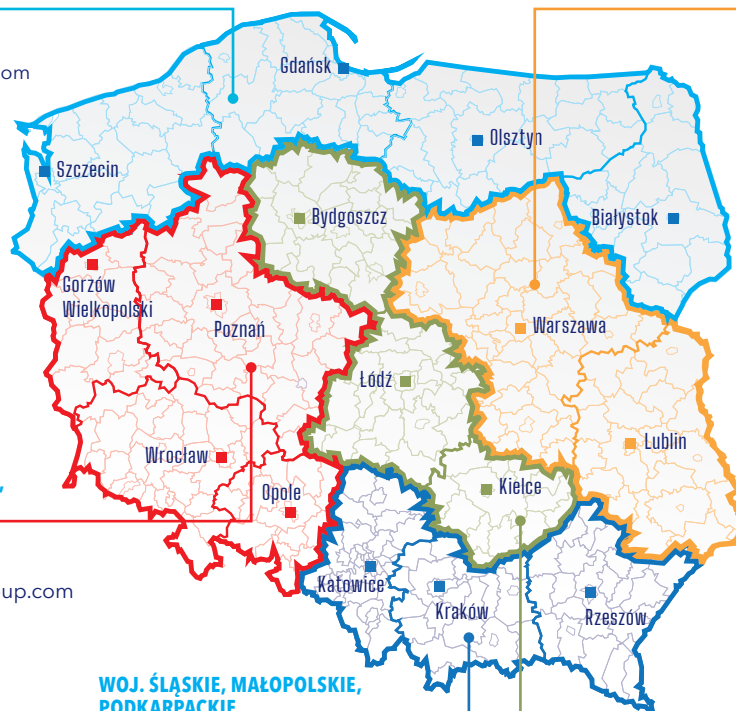 om
Gdańsk
Olsztyn
Szczecin
Białystok
Bydgoszcz
Gorzów
Wielkopolski
Poznań
Warszawa
Łódź
Lublin
Wrocław
Opole
Kielce
Katowice
up.com
Kraków
Rzeszów
WOJ. ŚLĄSKIE, MAŁOPOLSKIE,
PODKARPACKIE